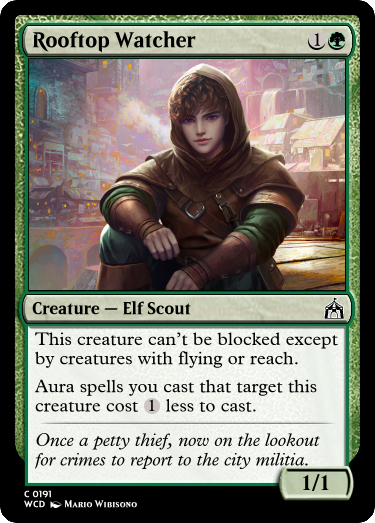 Rooftop Watcher 1
Creature — Elf Scout
This creature can't be blocked except
by creatures with flying or reach.
Aura spells you cast that target this
creature cost 1 less to cast.
Once a petty thief, now on the lookout
for crimes to report to the city militia.
1/1
C 0191
WCD Mario Wibisono